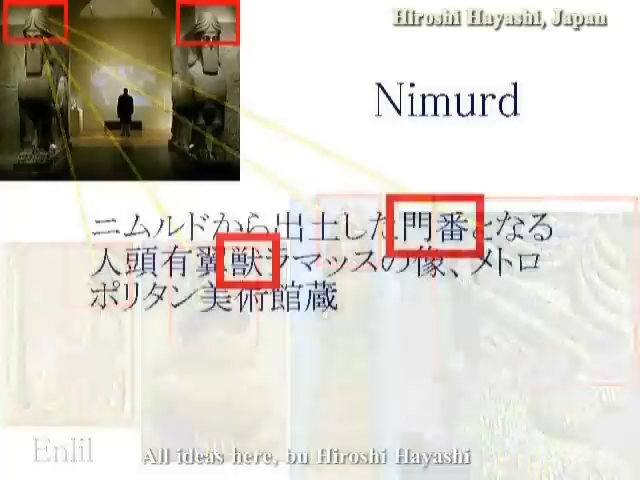 Hiroshi Hayashi, Japan
Nimurd
ニムルドから出土した門番となる
人頭有翼獣ラマッスの像、メトロ
ポリタン美術館蔵
Enlil
All ideas here, bu Hiroshi Hayashi